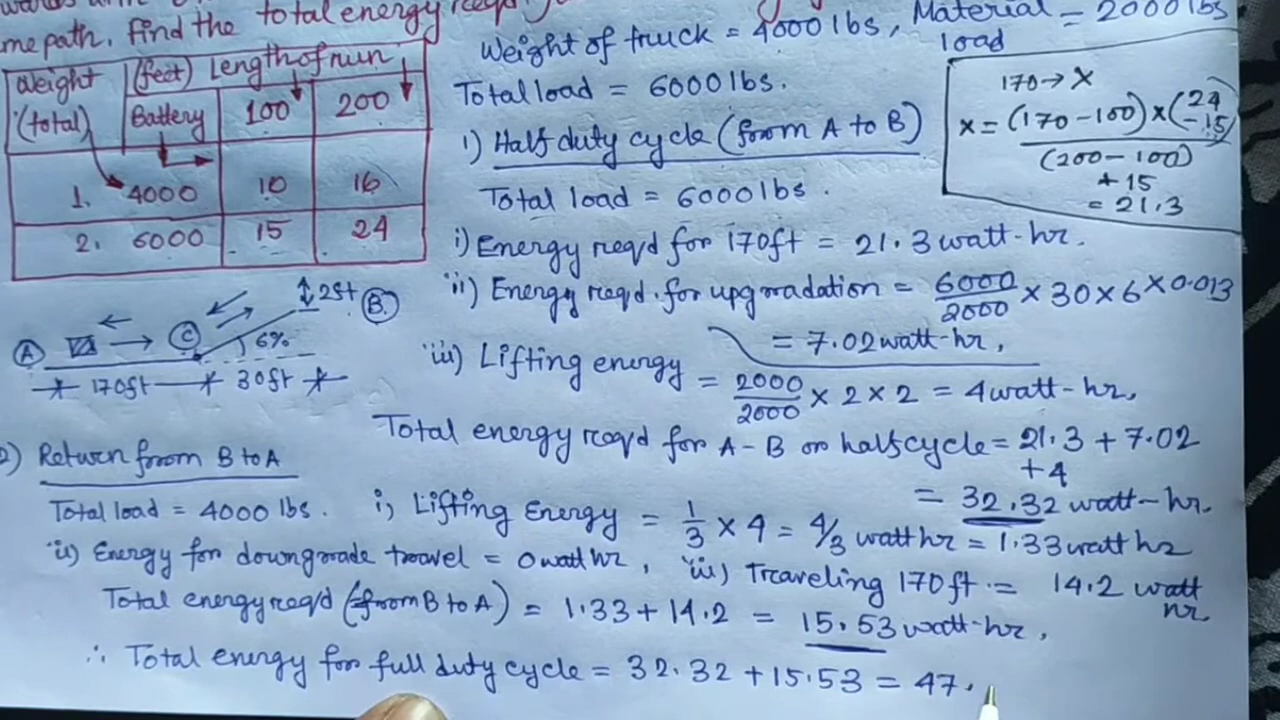 the total energy reqd
me path. Find the
Weight (total)
(feet) Length of run
Battery 100 200
1. 4000 10 16
2. 6000 15 24
Weight of truck = 4000 lbs, Material load = 2000 lbs
Total load = 6000 lbs.
1) Half duty cycle (from A to B)
Total load = 6000 lbs.
170 → x
x = (170 - 100) × (24 - 15)
(200 - 100)
+ 15
= 21.3
i) Energy reqd for 170ft = 21.3 watt-hr.
ii) Energy reqd. for upgradation = 6000/2000 × 30 × 6 × 0.013
= 7.02 watt-hr,
iii) Lifting energy = 2000/2000 × 2 × 2 = 4 watt-hr,
A C 2ft B
6%
170ft 30ft
Total energy reqd for A-B or half cycle = 21.3 + 7.02
+ 4
= 32.32 watt-hr.
2) Return from B to A
Total load = 4000 lbs. i, Lifting Energy = 1/3 × 4 = 4/3 watt hr = 1.33 watt hr
ii) Energy for downgrade travel = 0 watt hr, iii) Traveling 170ft. = 14.2 watt hr.
Total energy reqd (from B to A) = 1.33 + 14.2 = 15.53 watt-hr,
∴ Total energy for full duty cycle = 32.32 + 15.53 = 47.